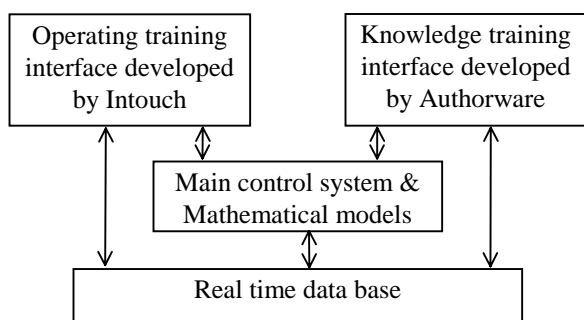 Operating training
interface developed
by Intouch
Knowledge training
interface developed
by Authorware
Main control system &
Mathematical models
Real time data base